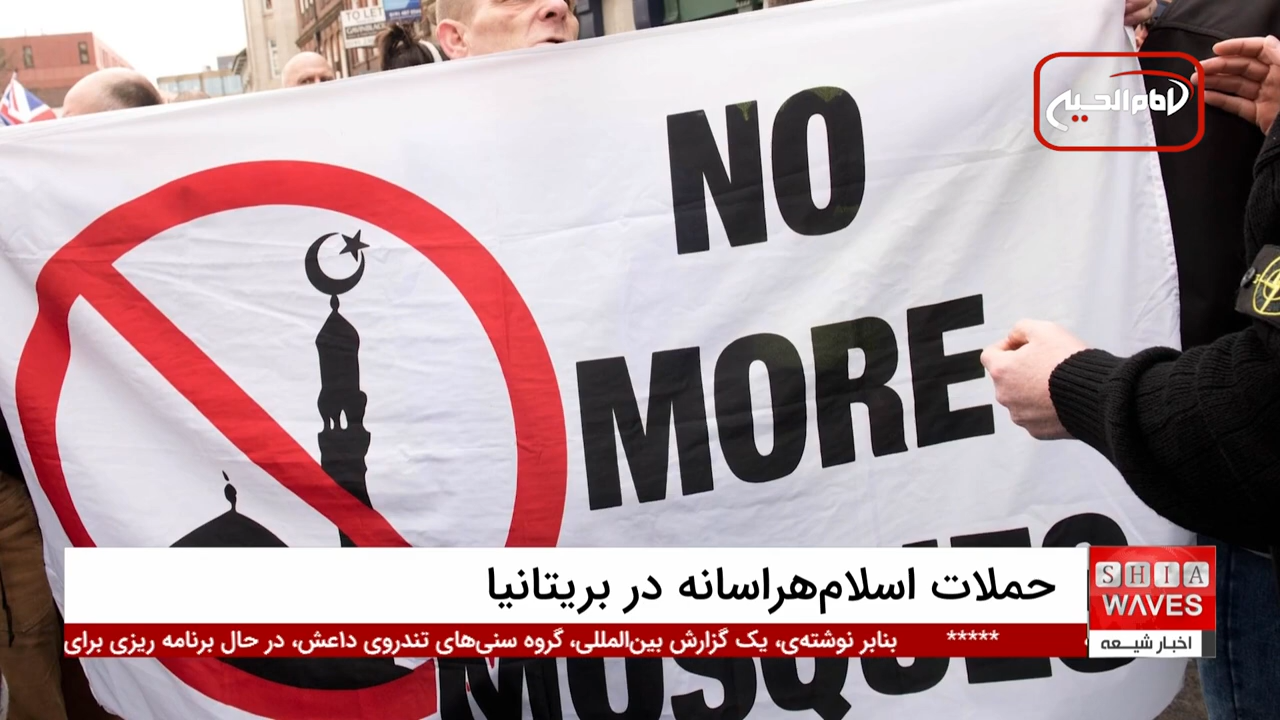 TO LET
امام الحسین
NO
MORE
MOSQUES
حملات اسلام‌هراسانه در بریتانیا
SHIA
WAVES
اخبار شیعه
***** بنابر نوشته‌ی، یک گزارش بین‌المللی، گروه سنی‌های تندروی داعش، در حال برنامه ریزی برای